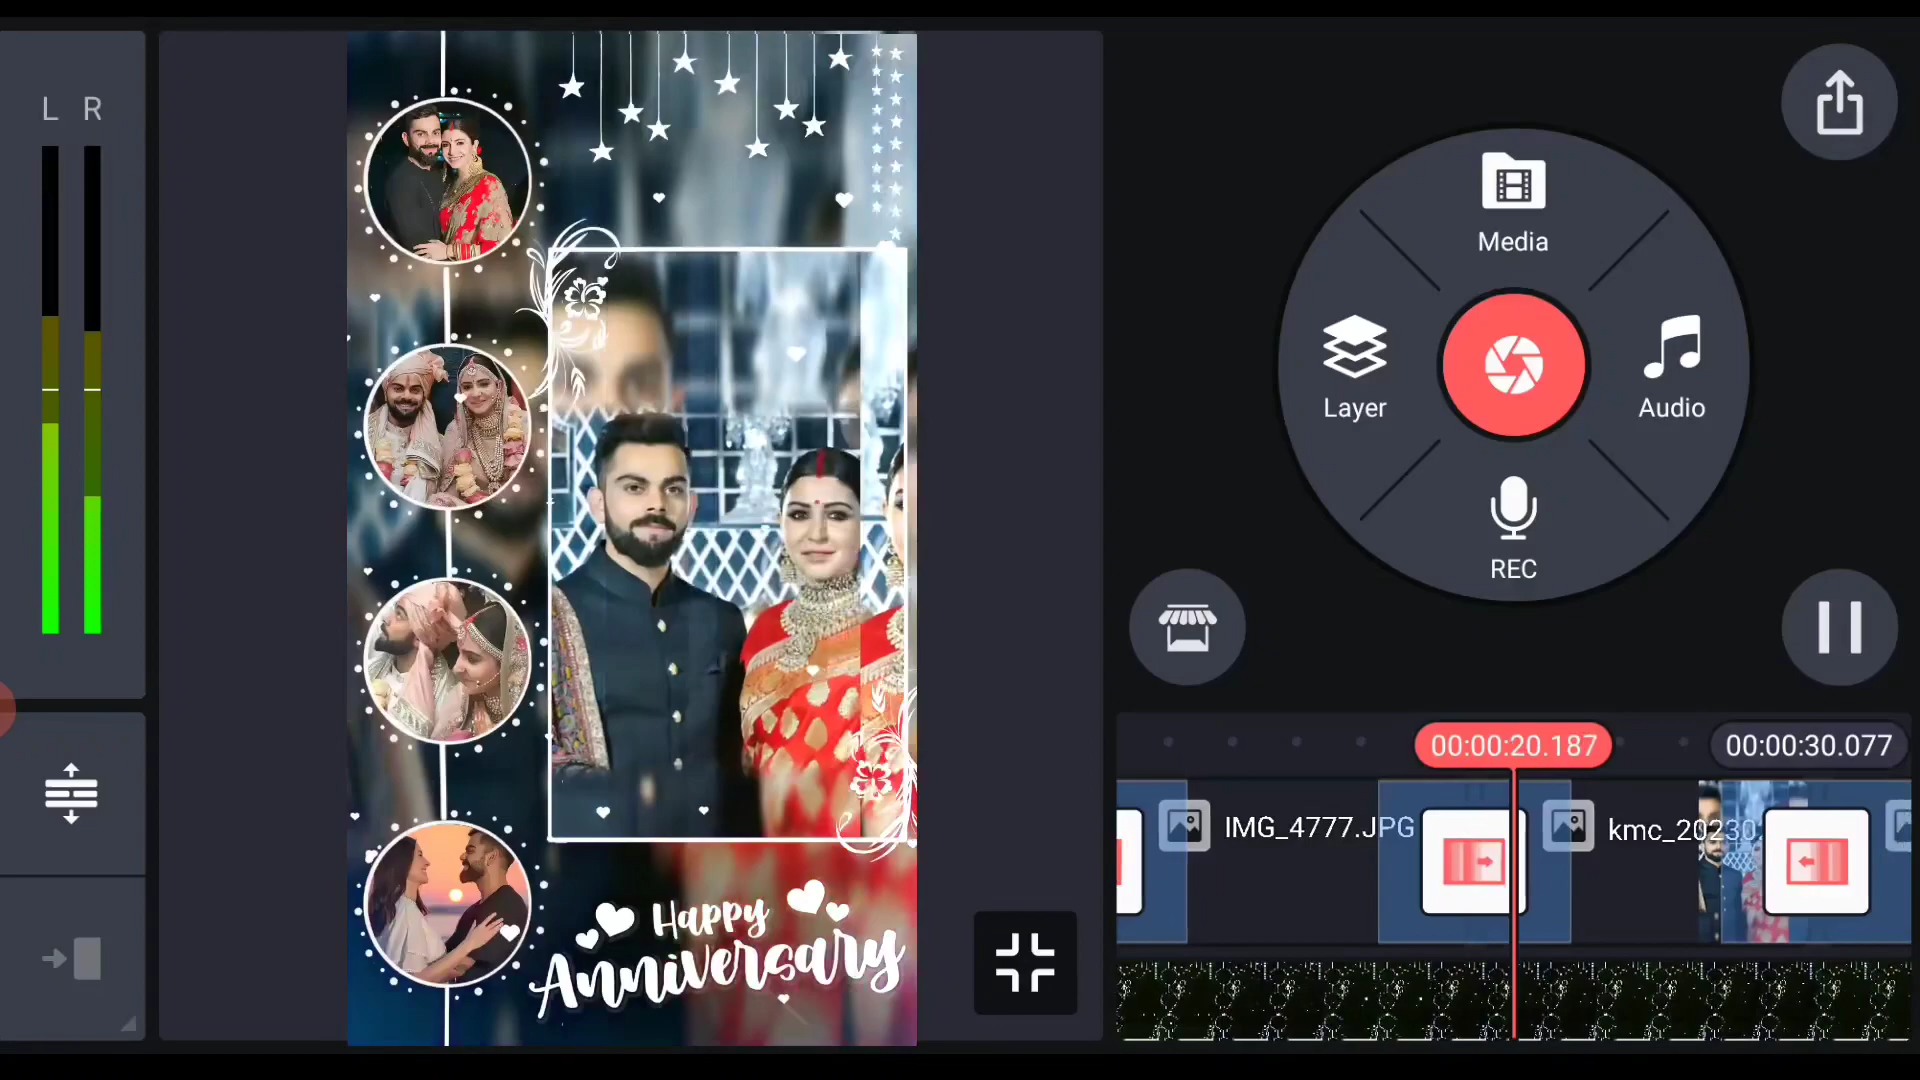 L R
Happy
Anniversary
Media
Layer
Audio
REC
00:00:20.187
00:00:30.077
IMG_4777.JPG
kmc_20230